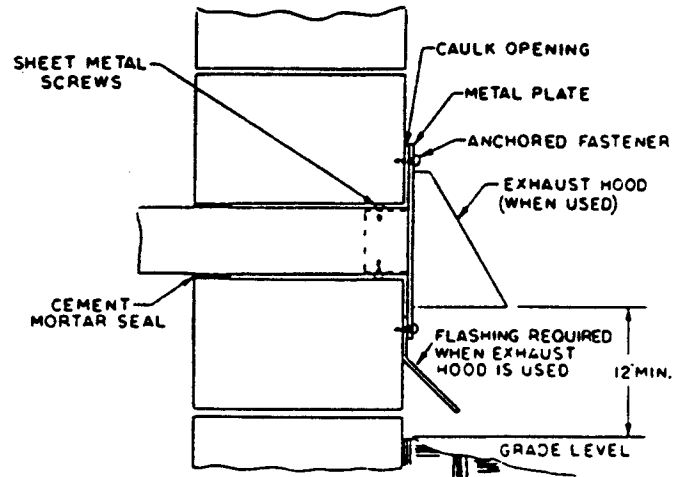 SHEET METAL
SCREWS
CAULK OPENING
METAL PLATE
ANCHORED FASTENER
EXHAUST HOOD
(WHEN USED)
CEMENT
MORTAR SEAL
FLASHING REQUIRED
WHEN EXHAUST
HOOD IS USED
12" MIN.
GRADE LEVEL